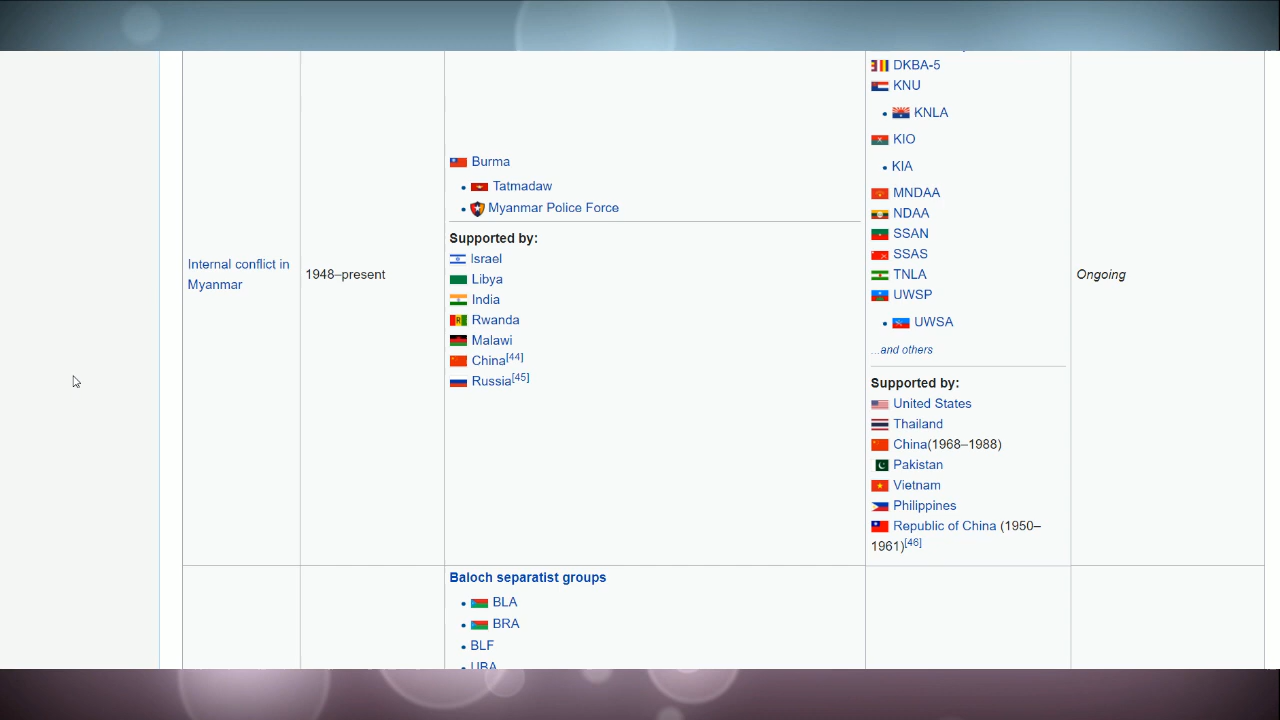 Internal conflict in
Myanmar
1948–present
Burma
• Tatmadaw
• Myanmar Police Force
Supported by:
Israel
Libya
India
Rwanda
Malawi
China[44]
Russia[45]
DKBA-5
KNU
• KNLA
KIO
• KIA
MNDAA
NDAA
SSAN
SSAS
TNLA
UWSP
• UWSA
...and others
Supported by:
United States
Thailand
China(1968–1988)
Pakistan
Vietnam
Philippines
Republic of China (1950–
1961)[46]
Ongoing
Baloch separatist groups
• BLA
• BRA
• BLF
• UBA